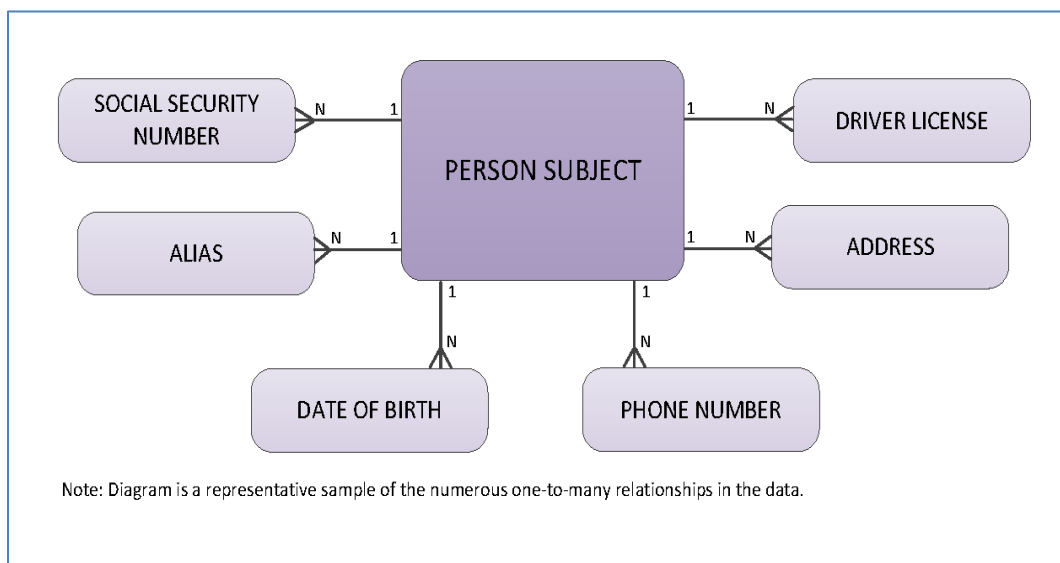 SOCIAL SECURITY
NUMBER
N
1
PERSON SUBJECT
1
N
DRIVER LICENSE
ALIAS
N
1
1
N
ADDRESS
1
N
DATE OF BIRTH
1
N
PHONE NUMBER
Note: Diagram is a representative sample of the numerous one-to-many relationships in the data.